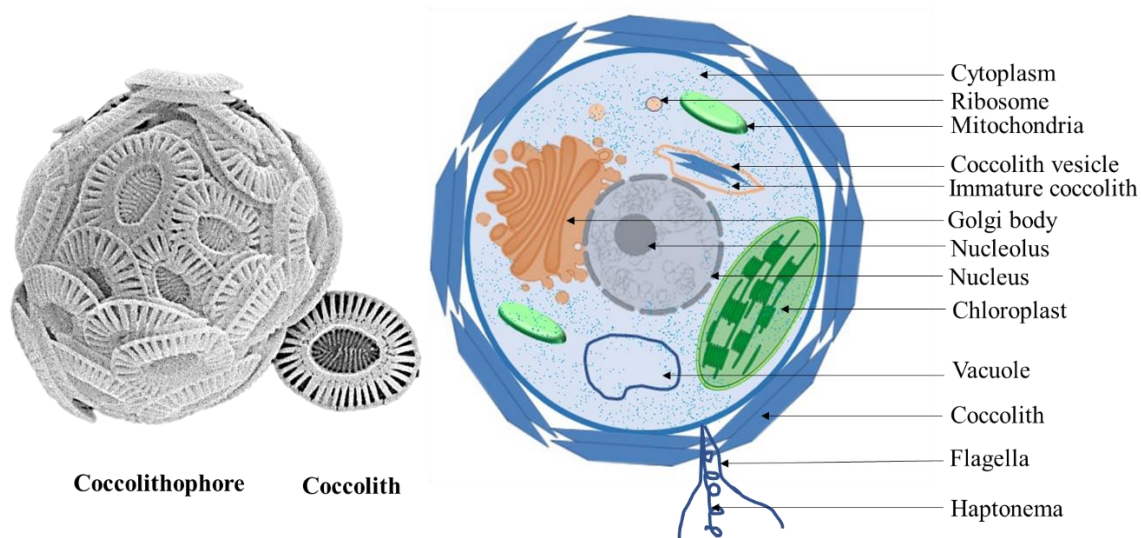 Cytoplasm
Ribosome
Mitochondria
Coccolith vesicle
Immature coccolith
Golgi body
Nucleolus
Nucleus
Chloroplast
Vacuole
Coccolith
Flagella
Haptonema
Coccolithophore
Coccolith